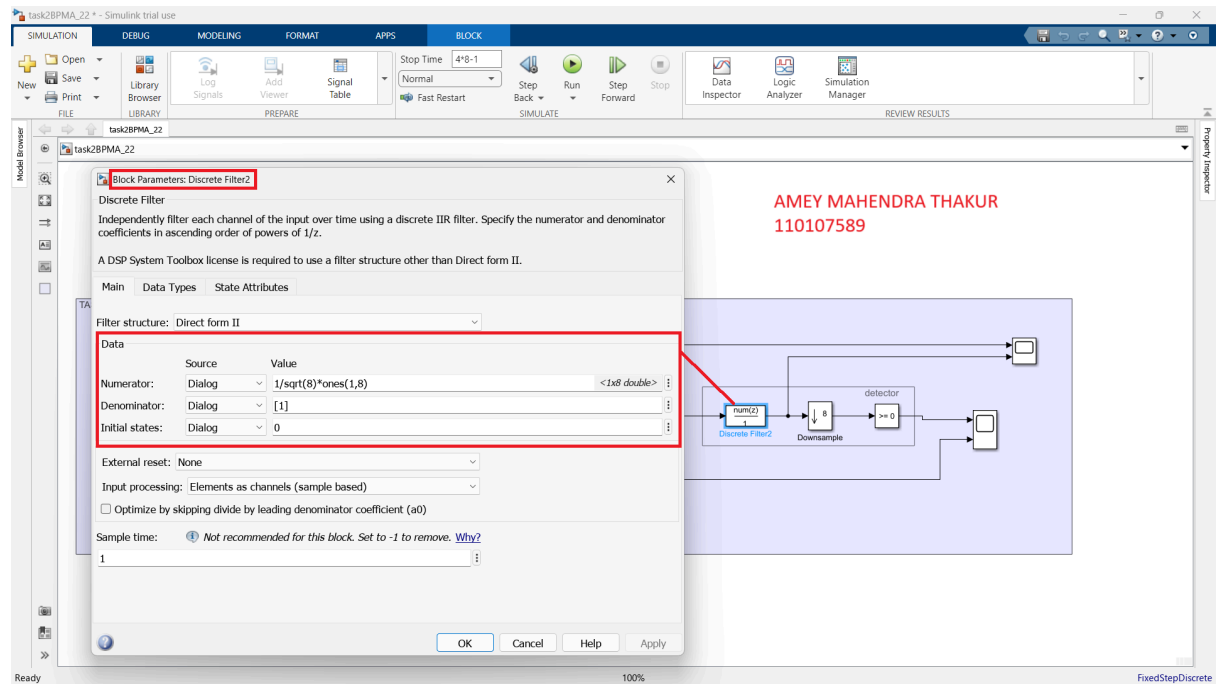 task2BPMA_22 * - Simulink trial use
SIMULATION DEBUG MODELING FORMAT APPS BLOCK
New
Open
Save
Print
FILE
Library Browser
LIBRARY
Log Signals
Add Viewer
Signal Table
PREPARE
Stop Time 4*8-1
Normal
Fast Restart
Step Back
Run
Step Forward
Stop
SIMULATE
Data Inspector
Logic Analyzer
Simulation Manager
REVIEW RESULTS
task2BPMA_22
task2BPMA_22
Model Browser
Property Inspector
Block Parameters: Discrete Filter2
Discrete Filter
Independently filter each channel of the input over time using a discrete IIR filter. Specify the numerator and denominator
coefficients in ascending order of powers of 1/z.
A DSP System Toolbox license is required to use a filter structure other than Direct form II.
Main Data Types State Attributes
Filter structure: Direct form II
Data
Source Value
Numerator: Dialog 1/sqrt(8)*ones(1,8) <1x8 double>
Denominator: Dialog [1]
Initial states: Dialog 0
External reset: None
Input processing: Elements as channels (sample based)
Optimize by skipping divide by leading denominator coefficient (a0)
Sample time: Not recommended for this block. Set to -1 to remove. Why?
1
OK Cancel Help Apply
AMEY MAHENDRA THAKUR
110107589
TA
detector
num(z)
1
Discrete Filter2
8
Downsample
>= 0
Ready 100% FixedStepDiscrete